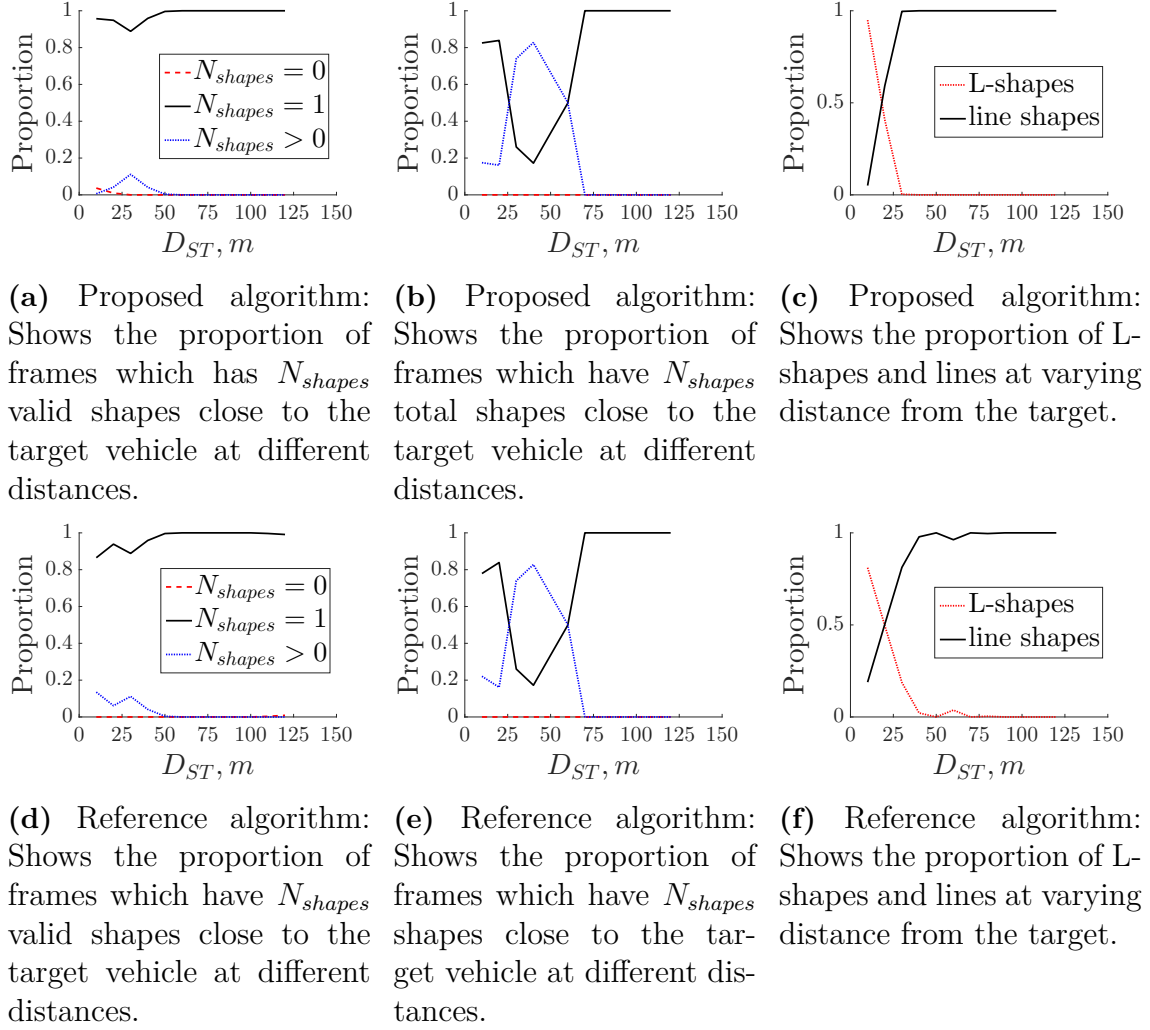 1
0.8
0.6
0.4
0.2
0
Proportion
N_shapes = 0
N_shapes = 1
N_shapes > 0
0 25 50 75 100 125 150
D_ST, m
1
0.8
0.6
0.4
0.2
0
Proportion
0 25 50 75 100 125 150
D_ST, m
1
0.5
0
Proportion
L-shapes
line shapes
0 25 50 75 100 125 150
D_ST, m
(a) Proposed algorithm:
Shows the proportion of
frames which has N_shapes
valid shapes close to the
target vehicle at different
distances.
(b) Proposed algorithm:
Shows the proportion of
frames which have N_shapes
total shapes close to the
target vehicle at different
distances.
(c) Proposed algorithm:
Shows the proportion of L-
shapes and lines at varying
distance from the target.
1
0.8
0.6
0.4
0.2
0
Proportion
N_shapes = 0
N_shapes = 1
N_shapes > 0
0 25 50 75 100 125 150
D_ST, m
1
0.8
0.6
0.4
0.2
0
Proportion
0 25 50 75 100 125 150
D_ST, m
1
0.5
0
Proportion
L-shapes
line shapes
0 25 50 75 100 125 150
D_ST, m
(d) Reference algorithm:
Shows the proportion of
frames which have N_shapes
valid shapes close to the
target vehicle at different
distances.
(e) Reference algorithm:
Shows the proportion of
frames which have N_shapes
shapes close to the tar-
get vehicle at different dis-
tances.
(f) Reference algorithm:
Shows the proportion of L-
shapes and lines at varying
distance from the target.